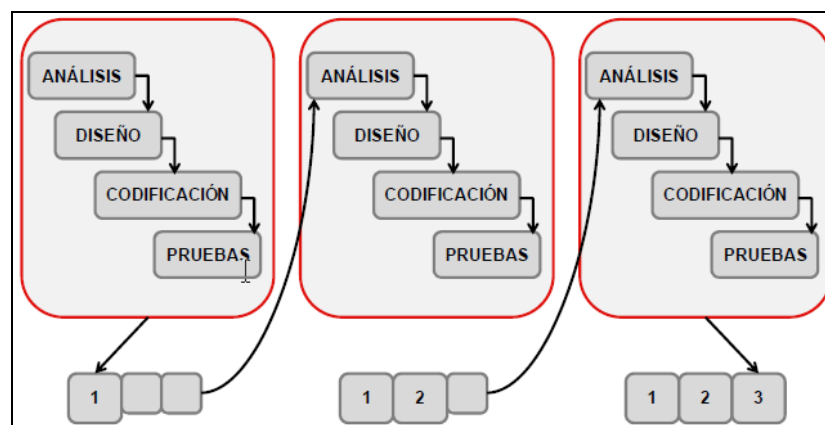 ANÁLISIS
DISEÑO
CODIFICACIÓN
PRUEBAS
1
ANÁLISIS
DISEÑO
CODIFICACIÓN
PRUEBAS
1 2
ANÁLISIS
DISEÑO
CODIFICACIÓN
PRUEBAS
1 2 3